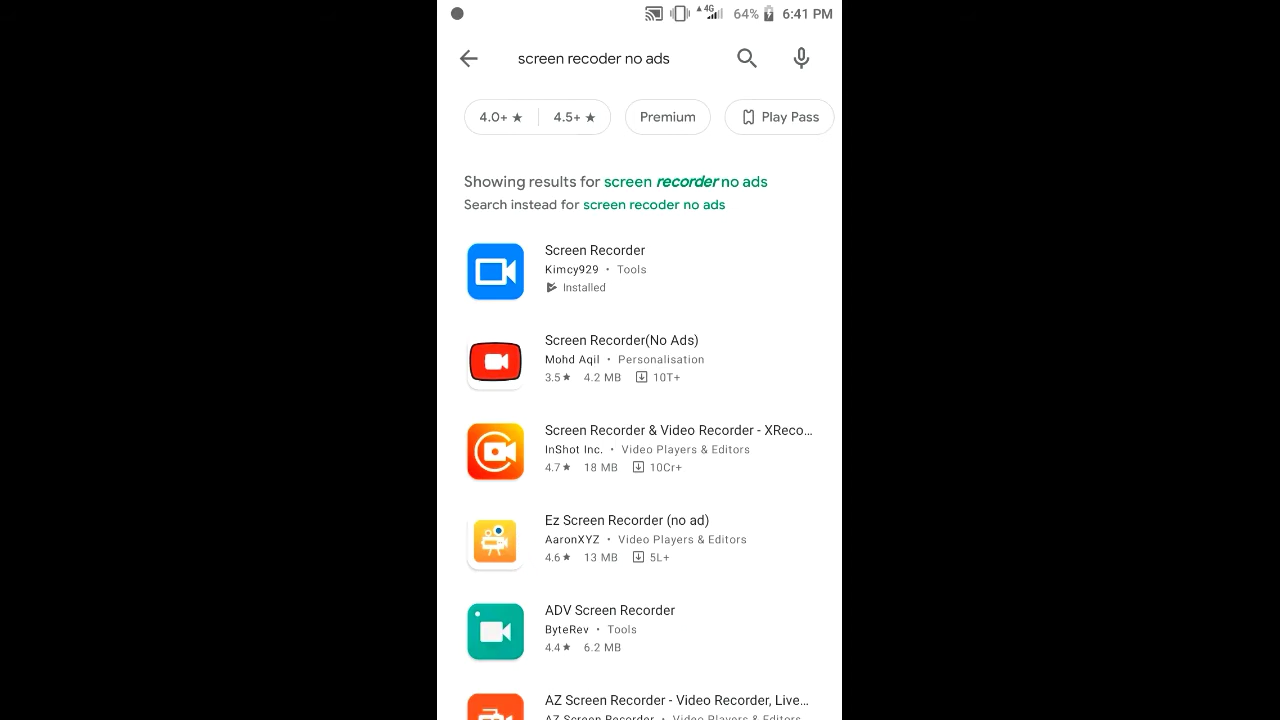 4G 64% 6:41 PM
screen recoder no ads
4.0+ ★ 4.5+ ★ Premium Play Pass
Showing results for screen recorder no ads
Search instead for screen recoder no ads
Screen Recorder
Kimcy929 • Tools
Installed
Screen Recorder(No Ads)
Mohd Aqil • Personalisation
3.5★ 4.2 MB 10T+
Screen Recorder & Video Recorder - XReco...
InShot Inc. • Video Players & Editors
4.7★ 18 MB 10Cr+
Ez Screen Recorder (no ad)
AaronXYZ • Video Players & Editors
4.6★ 13 MB 5L+
ADV Screen Recorder
ByteRev • Tools
4.4★ 6.2 MB
AZ Screen Recorder - Video Recorder, Live...
AZ Screen Recorder • Video Players & Editors